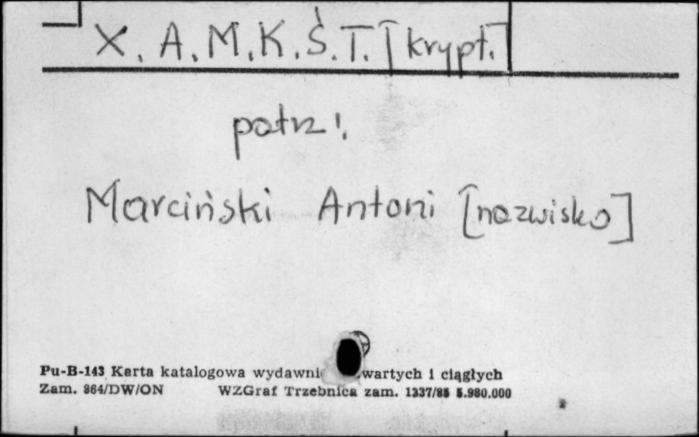 X. A. M. K. Ś. T. [krypt.]
patrz!
Marciński Antoni [nazwisko]
Pu-B-143 Karta katalogowa wydawni wartych i ciągłych
Zam. 864/DW/ON WZGraf Trzebnica zam. 1337/85 5.980.000